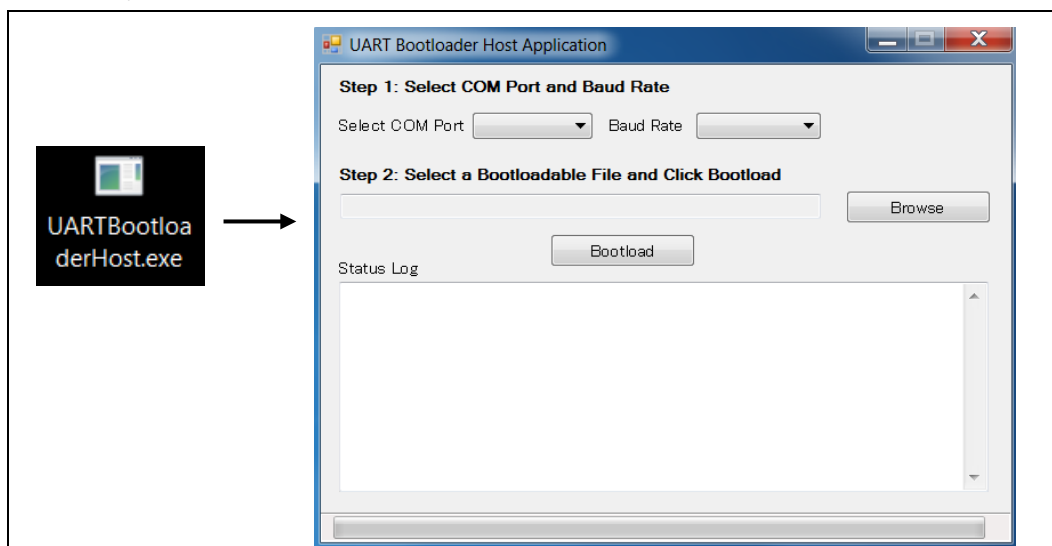 UARTBootloa
derHost.exe
UART Bootloader Host Application
Step 1: Select COM Port and Baud Rate
Select COM Port Baud Rate
Step 2: Select a Bootloadable File and Click Bootload
Browse
Bootload
Status Log